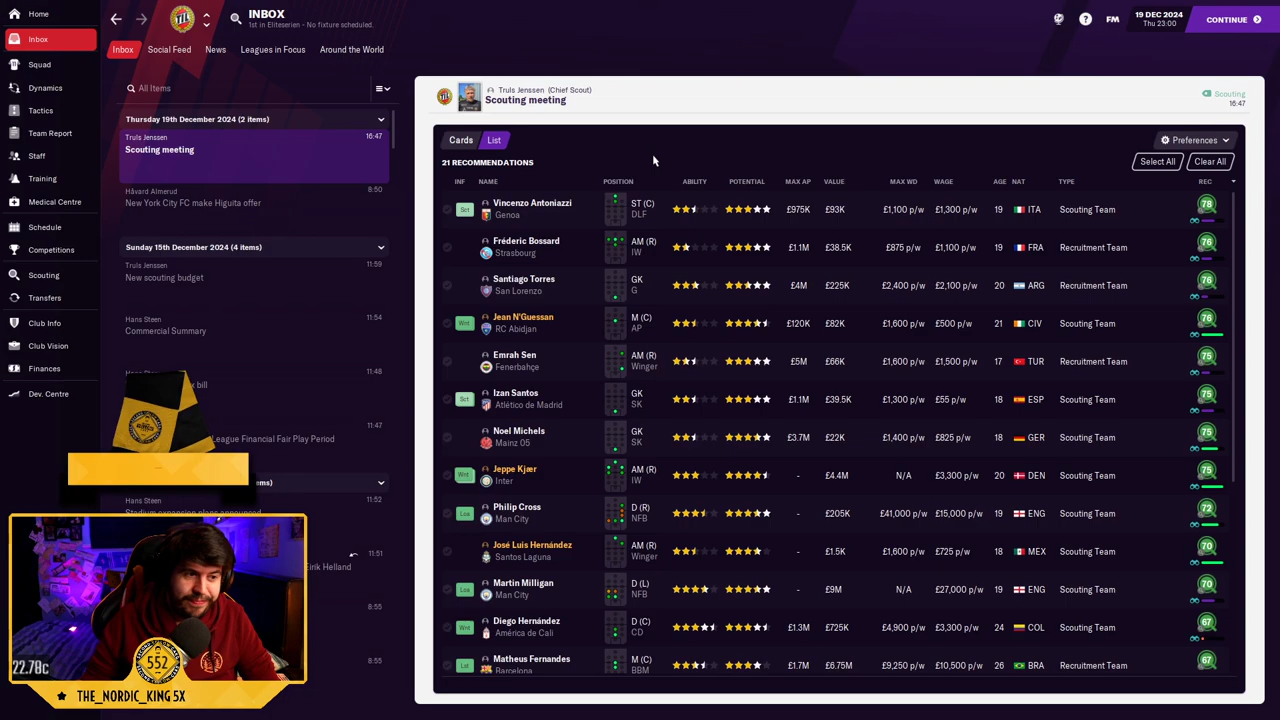 Home
Inbox
Squad
Dynamics
Tactics
Team Report
Staff
Training
Medical Centre
Schedule
Competitions
Scouting
Transfers
Club Info
Club Vision
Finances
Dev. Centre
TIL
INBOX
1st in Eliteserien - No fixture scheduled.
FM
19 DEC 2024
Thu 23:00
CONTINUE
Inbox Social Feed News Leagues in Focus Around the World
All Items
Thursday 19th December 2024 (2 items)
Truls Jenssen 16:47
Scouting meeting
Håvard Almerud 8:50
New York City FC make Higuita offer
Sunday 15th December 2024 (4 items)
Truls Jenssen 11:59
New scouting budget
Hans Steen 11:54
Commercial Summary
11:48
bill
11:47
League Financial Fair Play Period
Hans Steen 11:52
11:51
Eirik Helland
8:55
8:55
Truls Jenssen (Chief Scout)
Scouting meeting
Scouting
16:47
Cards List
Preferences
21 RECOMMENDATIONS
Select All Clear All
INF NAME POSITION ABILITY POTENTIAL MAX AP VALUE MAX WD WAGE AGE NAT TYPE REC
Sct Vincenzo Antoniazzi ST (C) £975K £93K £1,100 p/w £1,300 p/w 19 ITA Scouting Team 78
Genoa DLF
Fréderic Bossard AM (R) £1.1M £38.5K £875 p/w £1,100 p/w 19 FRA Recruitment Team 76
Strasbourg IW
Santiago Torres GK £4M £225K £2,400 p/w £2,100 p/w 20 ARG Recruitment Team 76
San Lorenzo G
Wnt Jean N'Guessan M (C) £120K £82K £1,600 p/w £500 p/w 21 CIV Scouting Team 76
RC Abidjan AP
Emrah Sen AM (R) £5M £66K £1,600 p/w £1,500 p/w 17 TUR Recruitment Team 75
Fenerbahçe Winger
Sct Izan Santos GK £1.1M £39.5K £1,300 p/w £55 p/w 18 ESP Scouting Team 75
Atlético de Madrid SK
Noel Michels GK £3.7M £22K £1,400 p/w £825 p/w 18 GER Scouting Team 75
Mainz 05 SK
Wnt Jeppe Kjær AM (R) - £4.4M N/A £3,300 p/w 20 DEN Scouting Team 75
Inter IW
Loa Philip Cross D (R) - £205K £41,000 p/w £15,000 p/w 19 ENG Scouting Team 72
Man City NFB
José Luis Hernández AM (R) - £1.5K £1,600 p/w £725 p/w 18 MEX Scouting Team 70
Santos Laguna Winger
Loa Martin Milligan D (L) - £9M N/A £27,000 p/w 19 ENG Scouting Team 70
Man City NFB
Wnt Diego Hernández D (C) £1.3M £725K £4,900 p/w £3,300 p/w 24 COL Scouting Team 67
América de Cali CD
Lst Matheus Fernandes M (C) £1.7M £6.75M £9,250 p/w £10,500 p/w 26 BRA Recruitment Team 67
Barcelona BBM
22.78c
552
THE_NORDIC_KING 5X